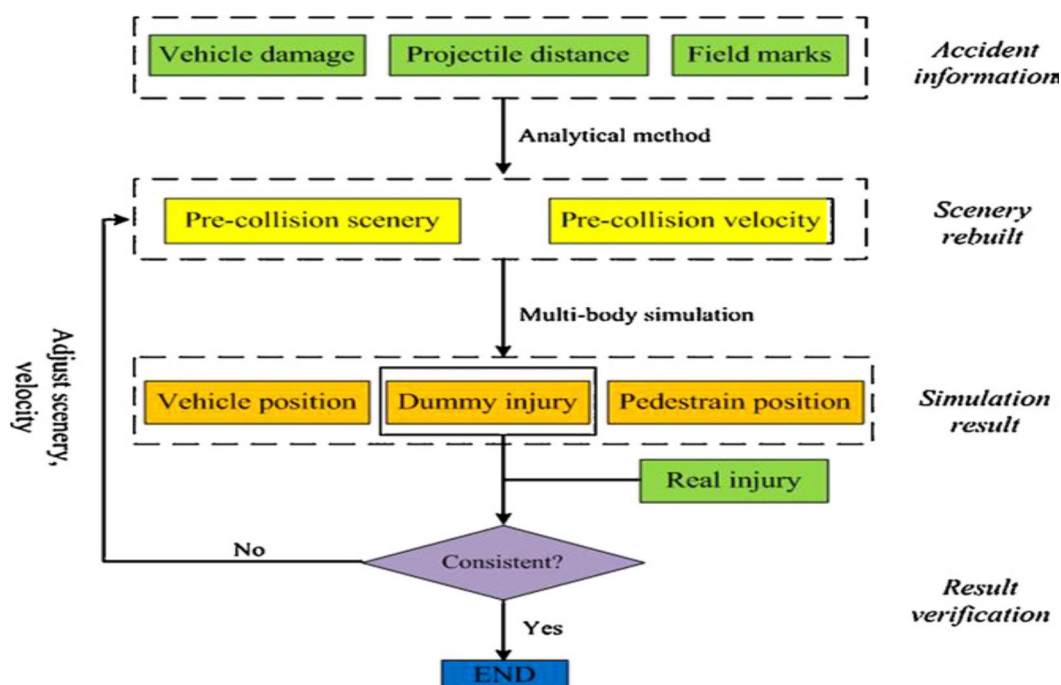 Vehicle damage
Projectile distance
Field marks
Accident
information
Analytical method
Pre-collision scenery
Pre-collision velocity
Scenery
rebuilt
Multi-body simulation
Adjust scenery,
velocity
Vehicle position
Dummy injury
Pedestrain position
Simulation
result
Real injury
Consistent?
No
Result
verification
Yes
END